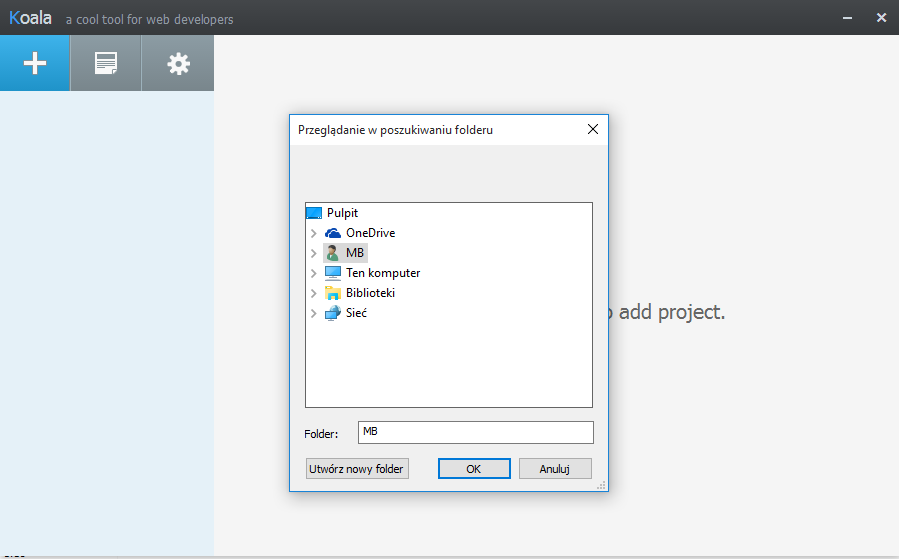 Koala a cool tool for web developers
Przeglądanie w poszukiwaniu folderu
Pulpit
OneDrive
MB
Ten komputer
Biblioteki
Sieć
add project.
Folder: MB
Utwórz nowy folder OK Anuluj